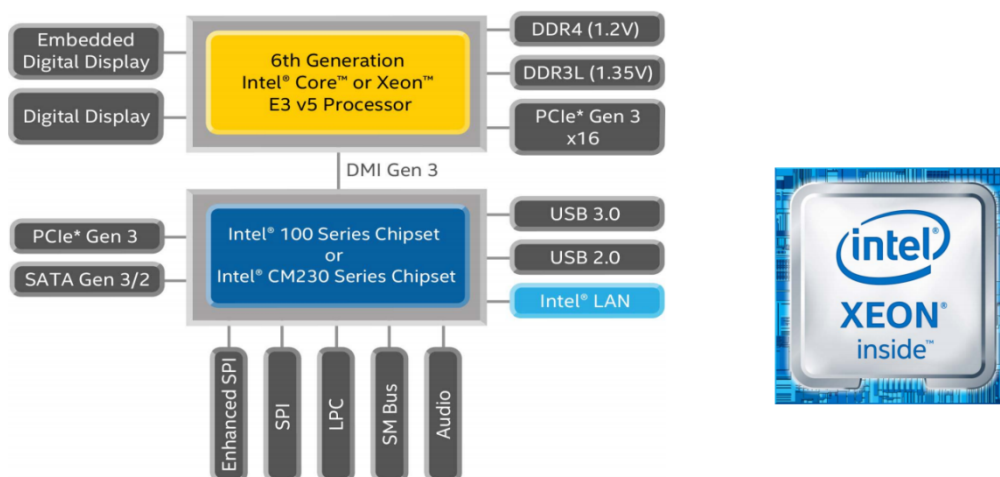 Embedded
Digital Display
Digital Display
6th Generation
Intel® Core™ or Xeon™
E3 v5 Processor
DDR4 (1.2V)
DDR3L (1.35V)
PCIe* Gen 3
x16
DMI Gen 3
PCIe* Gen 3
SATA Gen 3/2
Intel® 100 Series Chipset
or
Intel® CM230 Series Chipset
USB 3.0
USB 2.0
Intel® LAN
Enhanced SPI
SPI
LPC
SM Bus
Audio
intel®
XEON®
inside™